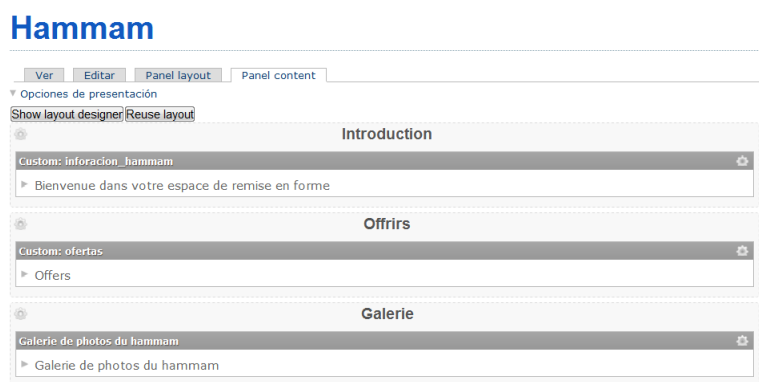 Hammam
Ver Editar Panel layout Panel content
Opciones de presentación
Show layout designer Reuse layout
Introduction
Custom: inforacion_hammam
Bienvenue dans votre espace de remise en forme
Offrirs
Custom: ofertas
Offers
Galerie
Galerie de photos du hammam
Galerie de photos du hammam